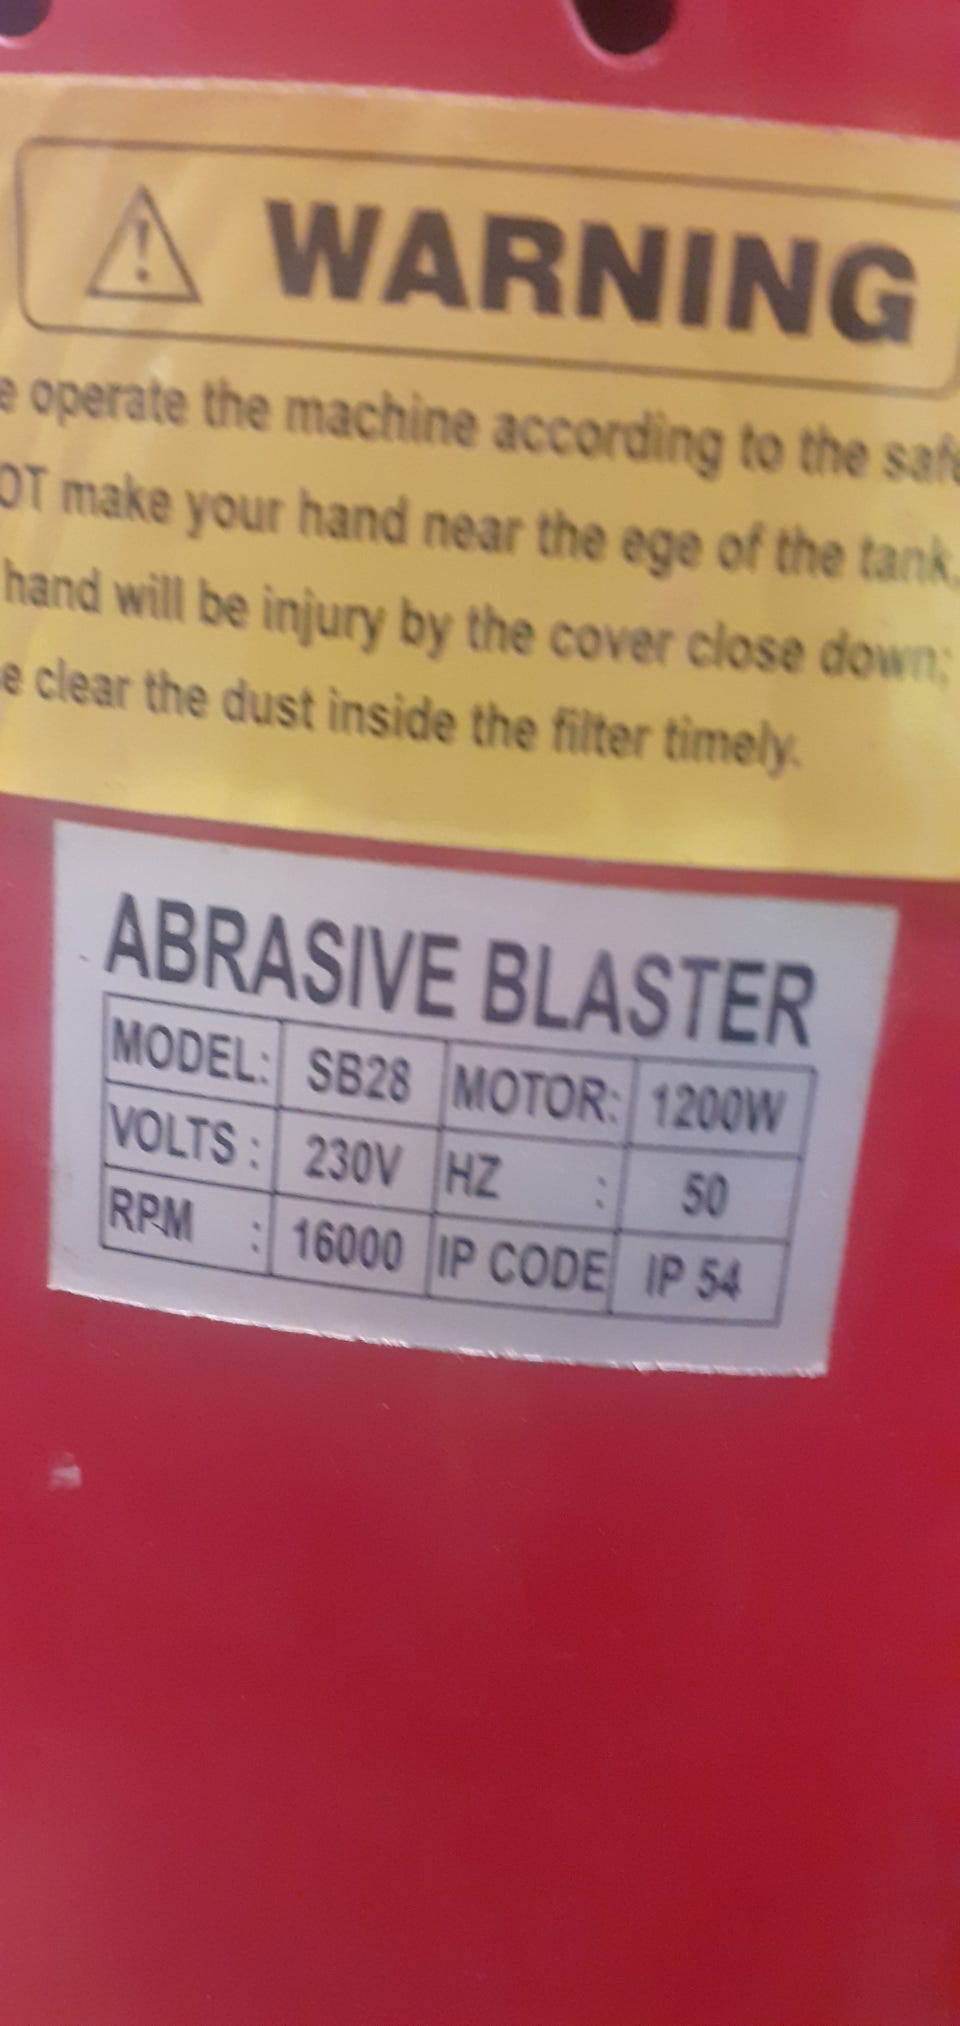 WARNING
e operate the machine according to the safe
OT make your hand near the ege of the tank,
hand will be injury by the cover close down;
e clear the dust inside the filter timely.
ABRASIVE BLASTER
MODEL: SB28 MOTOR: 1200W
VOLTS : 230V HZ : 50
RPM : 16000 IP CODE IP 54